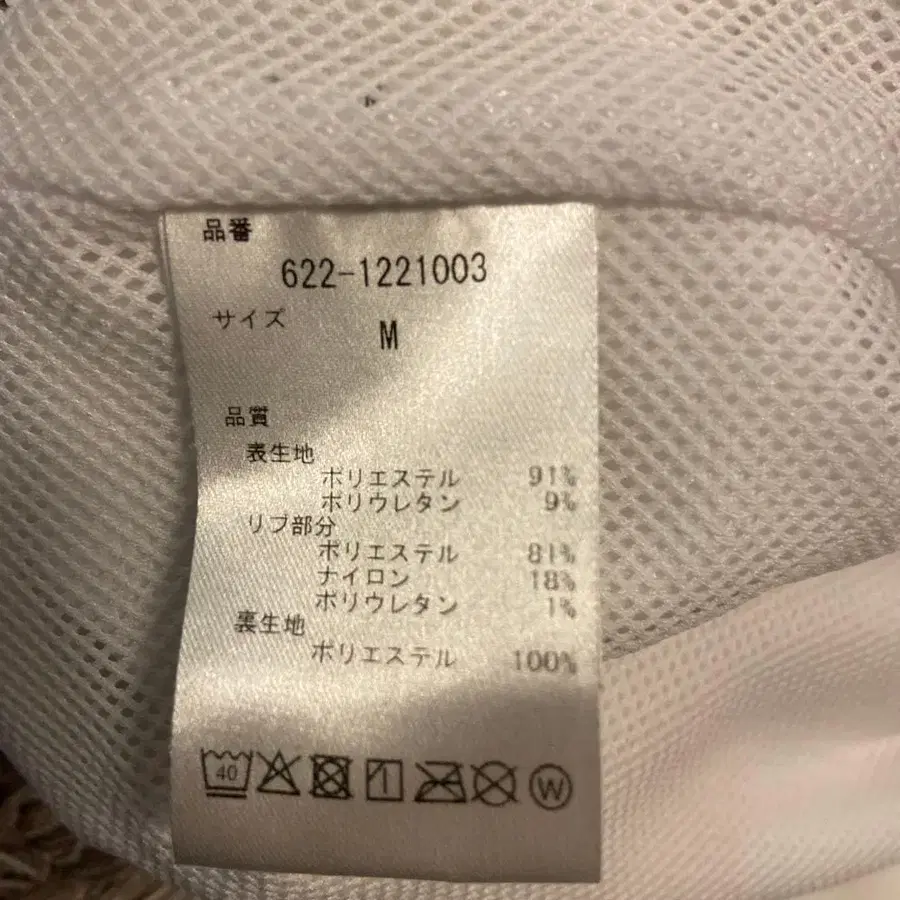 品番
622-1221003
サイズ
M
品質
表生地
ポリエステル 91%
ポリウレタン 9%
リブ部分
ポリエステル 81%
ナイロン 18%
ポリウレタン 1%
裏生地
ポリエステル 100%
40 W